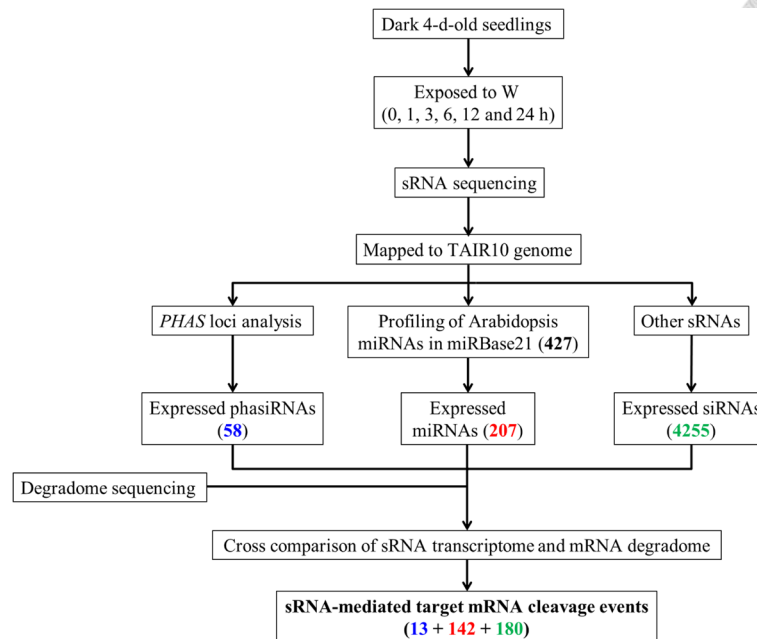 Dark 4-d-old seedlings
Exposed to W
(0, 1, 3, 6, 12 and 24 h)
sRNA sequencing
Mapped to TAIR10 genome
PHAS loci analysis
Profiling of Arabidopsis
miRNAs in miRBase21 (427)
Other sRNAs
Expressed phasiRNAs
(58)
Expressed
miRNAs (207)
Expressed siRNAs
(4255)
Degradome sequencing
Cross comparison of sRNA transcriptome and mRNA degradome
sRNA-mediated target mRNA cleavage events
(13 + 142 + 180)